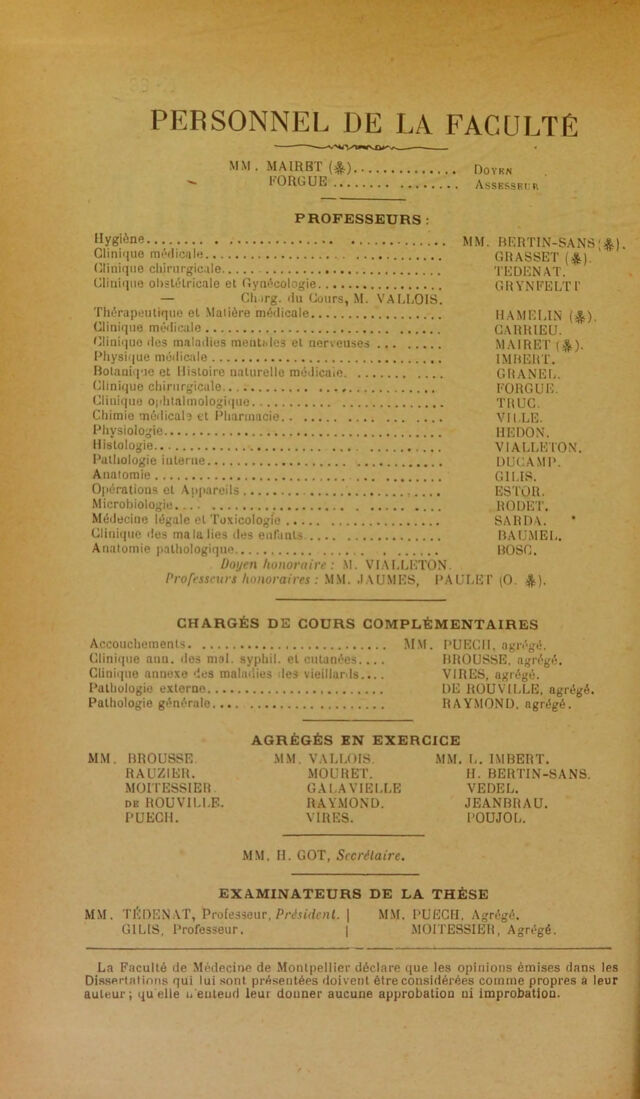 PERSONNEL DE LA FACULTÉ
MM. MAIRET (✻).............. DOYEN
FORGUE ................. ASSESSEUR
PROFESSEURS :
Hygiène........ . ................. MM. BERTIN-SANS (✻).
Clinique médicale................. GRASSET (✻).
Clinique chirurgicale................. TEDENAT.
Clinique obstétricale et Gynécologie................. GRYNFELTT
— Charg. du Cours, M. VALLOIS.
Thérapeutique et Matière médicale................. HAMELIN (✻).
Clinique médicale................. CARRIEU.
Clinique des maladies mentales et nerveuses ......... MAIRET (✻).
Physique médicale................. IMBERT.
Botanique et Histoire naturelle médicale. ............ GRANEL.
Clinique chirurgicale................. FORGUE.
Clinique ophtalmologique................. TRUC.
Chimie médicale et Pharmacie................. VILLE.
Physiologie................. HEDON.
Histologie................. VIALLETON.
Pathologie interne................. DUCAMP.
Anatomie................. GILIS.
Opérations et Appareils................. ESTOR.
Microbiologie................. RODET.
Médecine légale et Toxicologie................. SARDA.
Clinique des maladies des enfants................. BAUMEL.
Anatomie pathologique................. BOSC.
Doyen honoraire : M. VIALLETON.
Professeurs honoraires : MM. JAUMES, PAULET (O. ✻).
CHARGÉS DE COURS COMPLÉMENTAIRES
Accouchements................. MM. PUECH, agrégé.
Clinique ann. des mal. syphil. et cutanées.... BROUSSE, agrégé.
Clinique annexe des maladies des vieillards.... VIRES, agrégé.
Pathologie externe................. DE ROUVILLE, agrégé.
Pathologie générale................. RAYMOND, agrégé.
AGRÉGÉS EN EXERCICE
MM. BROUSSE. MM. VALLOIS. MM. L. IMBERT.
RAUZIER. MOURET. H. BERTIN-SANS.
MOITESSIER. GALAVIELLE VEDEL.
DE ROUVILLE. RAYMOND. JEANBRAU.
PUECH. VIRES. POUJOL.
MM. H. GOT, Secrétaire.
EXAMINATEURS DE LA THÈSE
MM. TÉDENAT, Professeur, Président. | MM. PUECH, Agrégé.
GILIS, Professeur. | MOITESSIER, Agrégé.
La Faculté de Médecine de Montpellier déclare que les opinions émises dans les
Dissertations qui lui sont présentées doivent être considérées comme propres a leur
auteur ; qu'elle n'entend leur donner aucune approbation ni improbation.